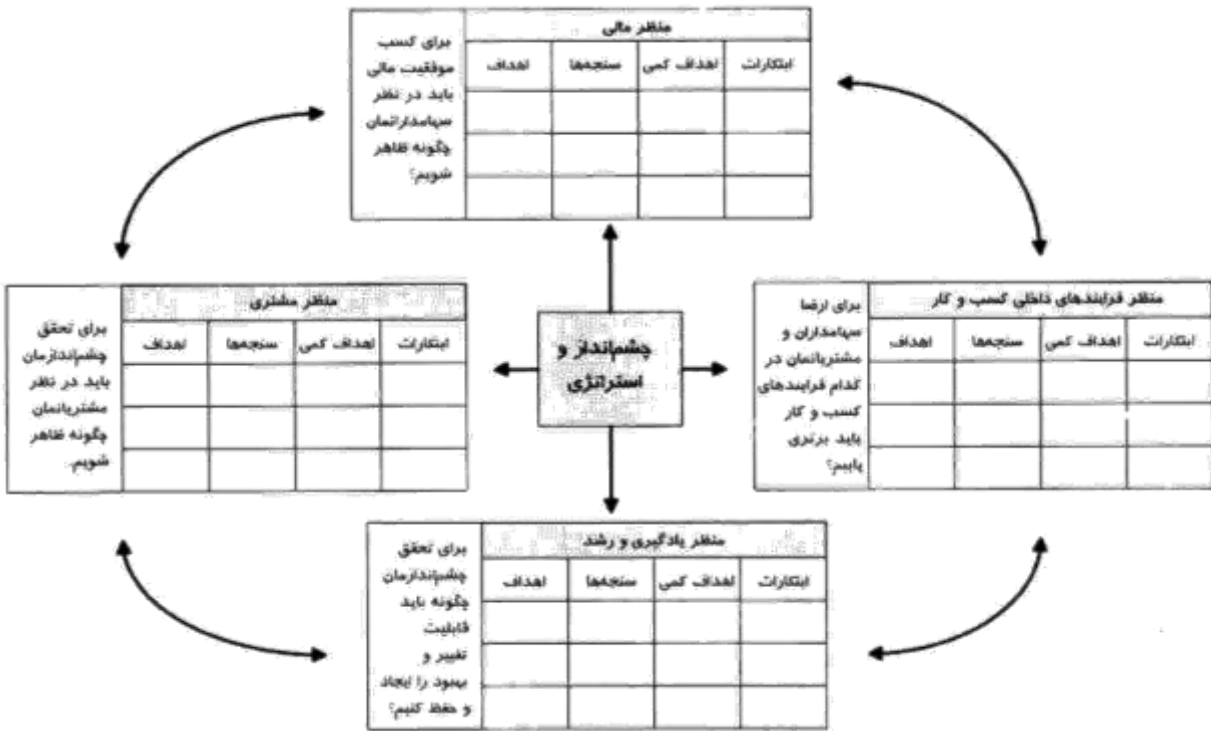 منظر مالی
برای کسب
موفقیت مالی
باید در نظر
سهامدارانمان
چگونه ظاهر
شویم؟
اهداف
سنجه‌ها
اهداف کمی
ابتکارات
منظر فرایندهای داخلی کسب و کار
برای ارضا
سهامداران و
مشتریانمان در
کدام فرایندهای
کسب و کار
باید برتری
یابیم؟
اهداف
سنجه‌ها
اهداف کمی
ابتکارات
چشم‌انداز و
استراتژی
منظر مشتری
برای تحقق
چشم‌اندازمان
باید در نظر
مشتریانمان
چگونه ظاهر
شویم.
اهداف
سنجه‌ها
اهداف کمی
ابتکارات
منظر یادگیری و رشد
برای تحقق
چشم‌اندازمان
چگونه باید
قابلیت
تغییر و
بهبود را ایجاد
و حفظ کنیم؟
اهداف
سنجه‌ها
اهداف کمی
ابتکارات